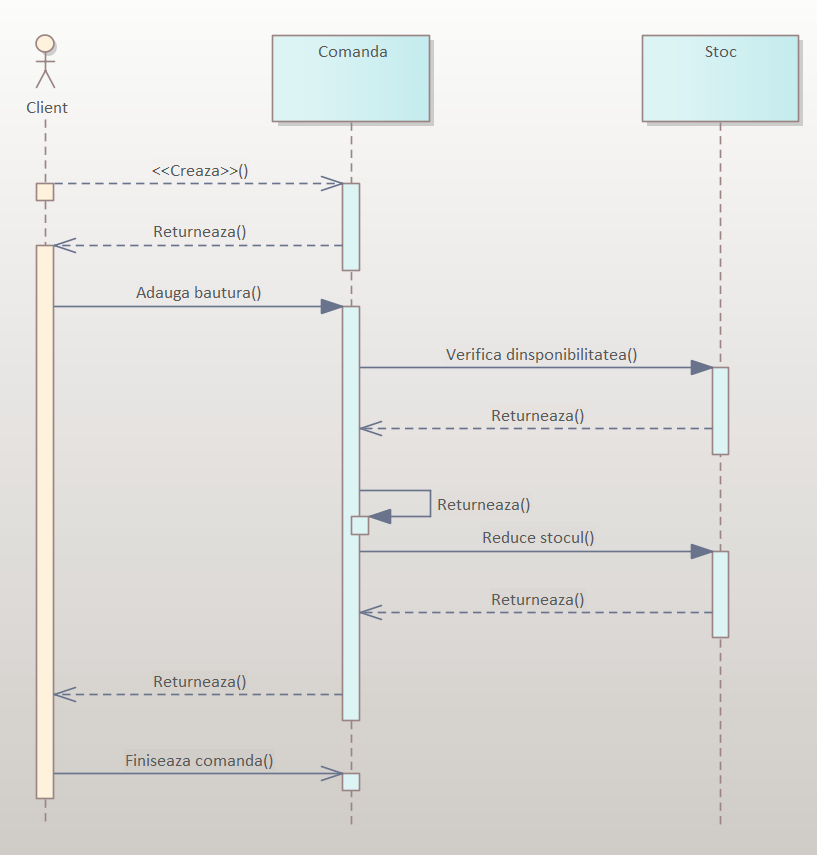 Comanda
Stoc
Client
<<Creaza>>()
Returneaza()
Adauga bautura()
Verifica dinsponibilitatea()
Returneaza()
Returneaza()
Reduce stocul()
Returneaza()
Returneaza()
Finiseaza comanda()